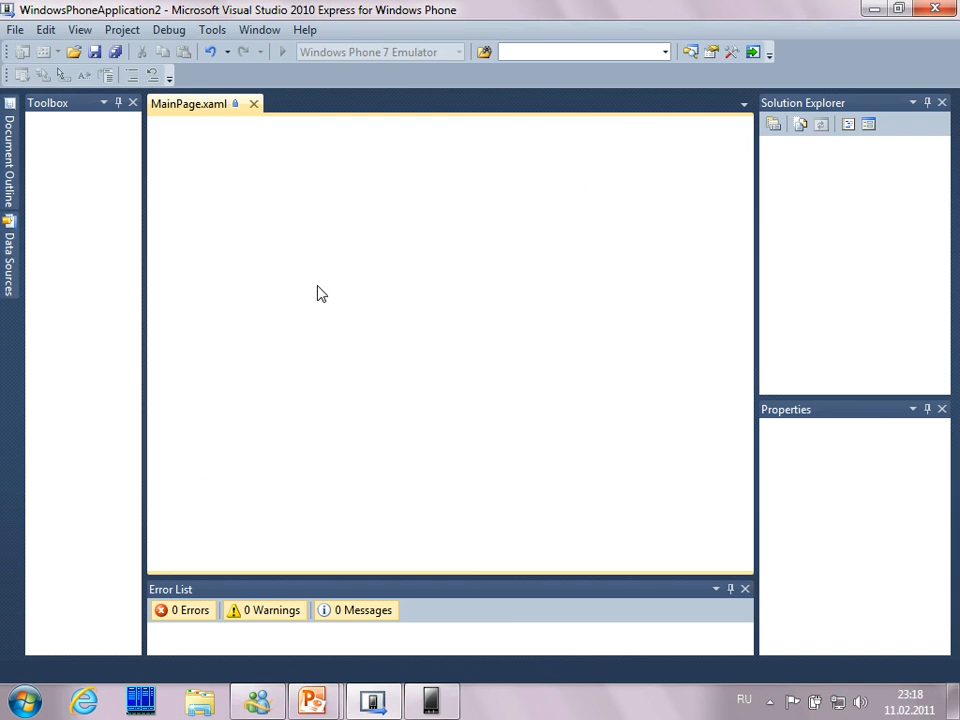 WindowsPhoneApplication2 - Microsoft Visual Studio 2010 Express for Windows Phone
File Edit View Project Debug Tools Window Help
Windows Phone 7 Emulator
Toolbox
MainPage.xaml
Solution Explorer
Document Outline
Data Sources
Properties
Error List
0 Errors 0 Warnings 0 Messages
RU
23:18
11.02.2011